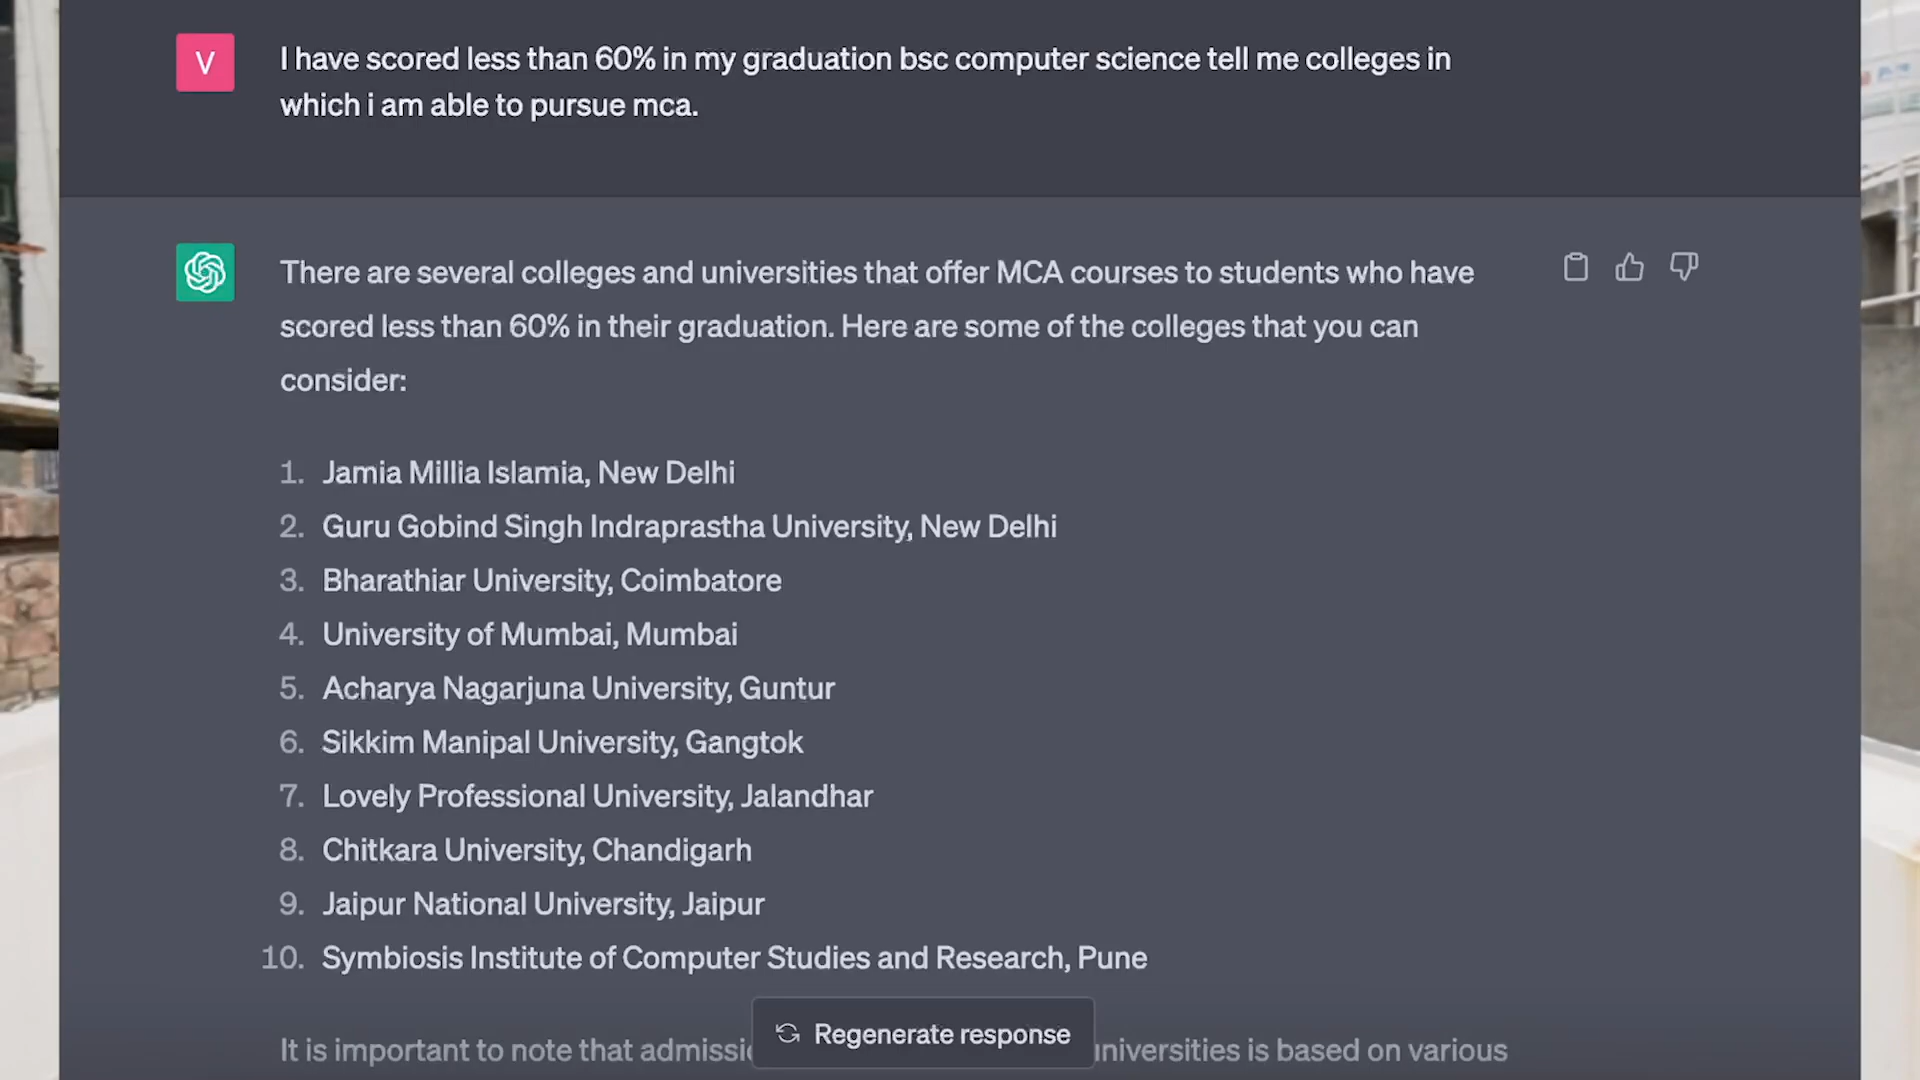 V
I have scored less than 60% in my graduation bsc computer science tell me colleges in
which i am able to pursue mca.
There are several colleges and universities that offer MCA courses to students who have
scored less than 60% in their graduation. Here are some of the colleges that you can
consider:
1. Jamia Millia Islamia, New Delhi
2. Guru Gobind Singh Indraprastha University, New Delhi
3. Bharathiar University, Coimbatore
4. University of Mumbai, Mumbai
5. Acharya Nagarjuna University, Guntur
6. Sikkim Manipal University, Gangtok
7. Lovely Professional University, Jalandhar
8. Chitkara University, Chandigarh
9. Jaipur National University, Jaipur
10. Symbiosis Institute of Computer Studies and Research, Pune
Regenerate response
It is important to note that universities is based on various